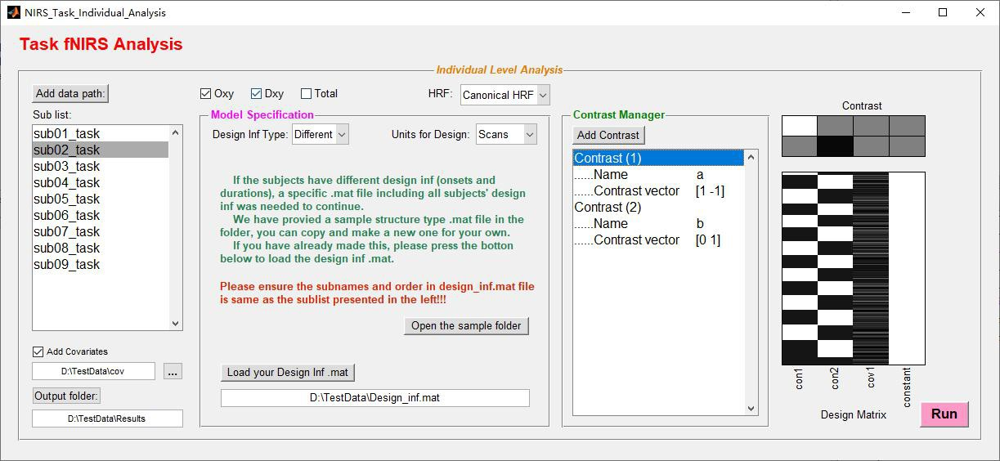 NIRS_Task_Individual_Analysis
Task fNIRS Analysis
Individual Level Analysis
Add data path:
Oxy
Dxy
Total
HRF:
Canonical HRF
Sub list:
sub01_task
sub02_task
sub03_task
sub04_task
sub05_task
sub06_task
sub07_task
sub08_task
sub09_task
Add Covariates
D:\TestData\cov
...
Output folder:
D:\TestData\Results
Model Specification
Design Inf Type:
Different
Units for Design:
Scans
If the subjects have different design inf (onsets and
durations), a specific .mat file including all subjects' design
inf was needed to continue.
We have provied a sample structure type .mat file in the
folder, you can copy and make a new one for your own.
If you have already made this, please press the botton
below to load the design inf .mat.
Please ensure the subnames and order in design_inf.mat file
is same as the sublist presented in the left!!!
Open the sample folder
Load your Design Inf .mat
D:\TestData\Design_inf.mat
Contrast Manager
Add Contrast
Contrast (1)
......Name a
......Contrast vector [1 -1]
Contrast (2)
......Name b
......Contrast vector [0 1]
Contrast
con1
con2
cov1
constant
Design Matrix
Run